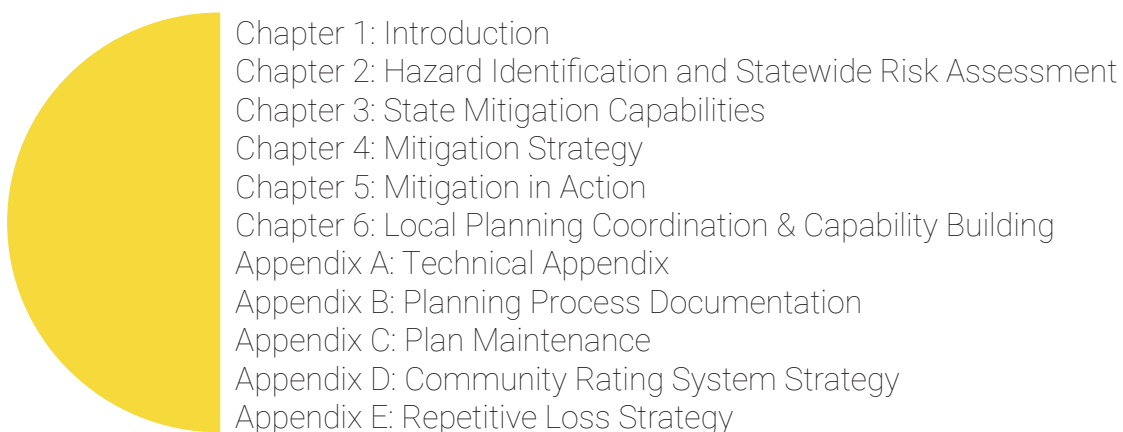 Chapter 1: Introduction
Chapter 2: Hazard Identification and Statewide Risk Assessment
Chapter 3: State Mitigation Capabilities
Chapter 4: Mitigation Strategy
Chapter 5: Mitigation in Action
Chapter 6: Local Planning Coordination & Capability Building
Appendix A: Technical Appendix
Appendix B: Planning Process Documentation
Appendix C: Plan Maintenance
Appendix D: Community Rating System Strategy
Appendix E: Repetitive Loss Strategy